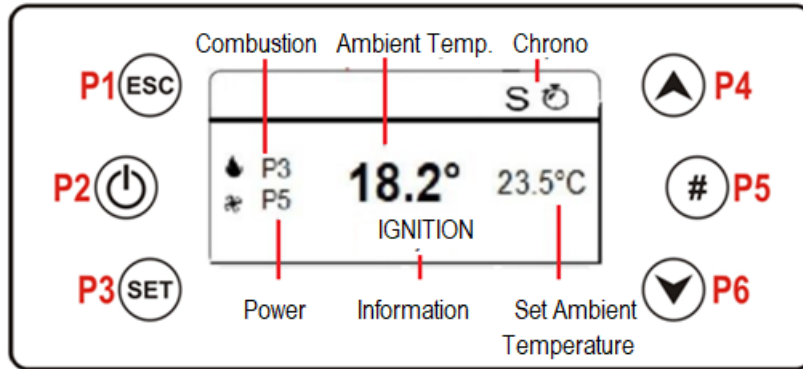 Combustion Ambient Temp. Chrono
P1 ESC
S
P4
P3
P2
18.2°
23.5°C
# P5
P5
IGNITION
P3 SET
P6
Power Information Set Ambient
Temperature